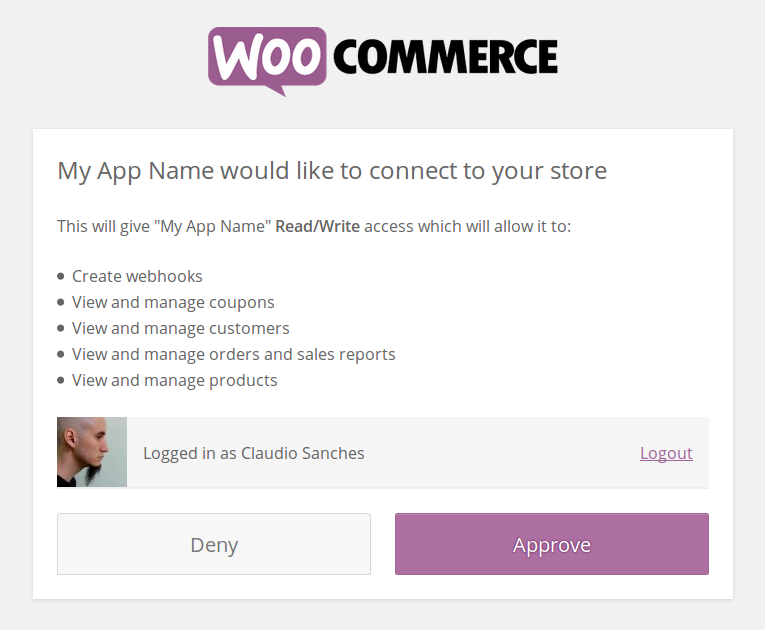 WOO COMMERCE
My App Name would like to connect to your store
This will give "My App Name" Read/Write access which will allow it to:
Create webhooks
View and manage coupons
View and manage customers
View and manage orders and sales reports
View and manage products
Logged in as Claudio Sanches Logout
Deny Approve